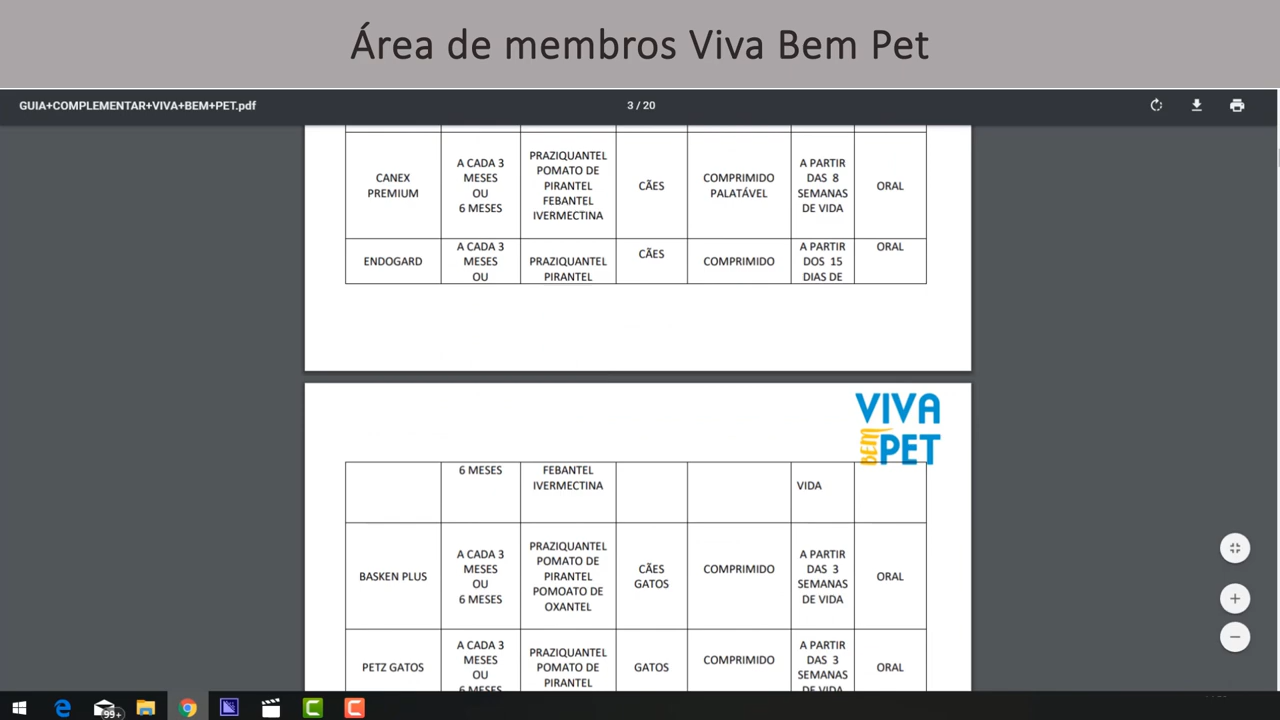 Área de membros Viva Bem Pet
GUIA+COMPLEMENTAR+VIVA+BEM+PET.pdf
3 / 20
CANEX
PREMIUM
A CADA 3
MESES
OU
6 MESES
PRAZIQUANTEL
POMATO DE
PIRANTEL
FEBANTEL
IVERMECTINA
CÃES
COMPRIMIDO
PALATÁVEL
A PARTIR
DAS 8
SEMANAS
DE VIDA
ORAL
ENDOGARD
A CADA 3
MESES
OU
PRAZIQUANTEL
PIRANTEL
CÃES
COMPRIMIDO
A PARTIR
DOS 15
DIAS DE
ORAL
VIVA
BEM
PET
6 MESES
FEBANTEL
IVERMECTINA
VIDA
BASKEN PLUS
A CADA 3
MESES
OU
6 MESES
PRAZIQUANTEL
POMATO DE
PIRANTEL
POMOATO DE
OXANTEL
CÃES
GATOS
COMPRIMIDO
A PARTIR
DAS 3
SEMANAS
DE VIDA
ORAL
PETZ GATOS
A CADA 3
MESES
OU
6 MESES
PRAZIQUANTEL
POMATO DE
PIRANTEL
GATOS
COMPRIMIDO
A PARTIR
DAS 3
SEMANAS
DE VIDA
ORAL
99+